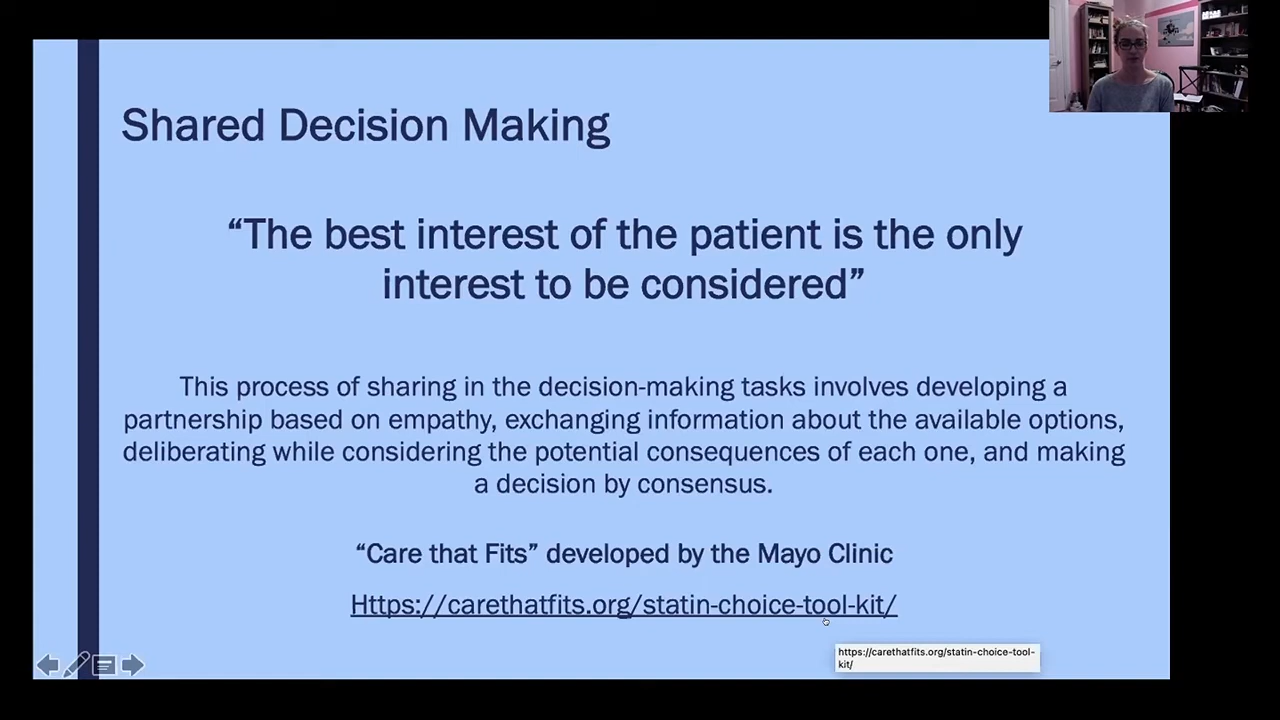 Shared Decision Making
“The best interest of the patient is the only
interest to be considered”
This process of sharing in the decision-making tasks involves developing a
partnership based on empathy, exchanging information about the available options,
deliberating while considering the potential consequences of each one, and making
a decision by consensus.
“Care that Fits” developed by the Mayo Clinic
Https://carethatfits.org/statin-choice-tool-kit/
https://carethatfits.org/statin-choice-tool-
kit/